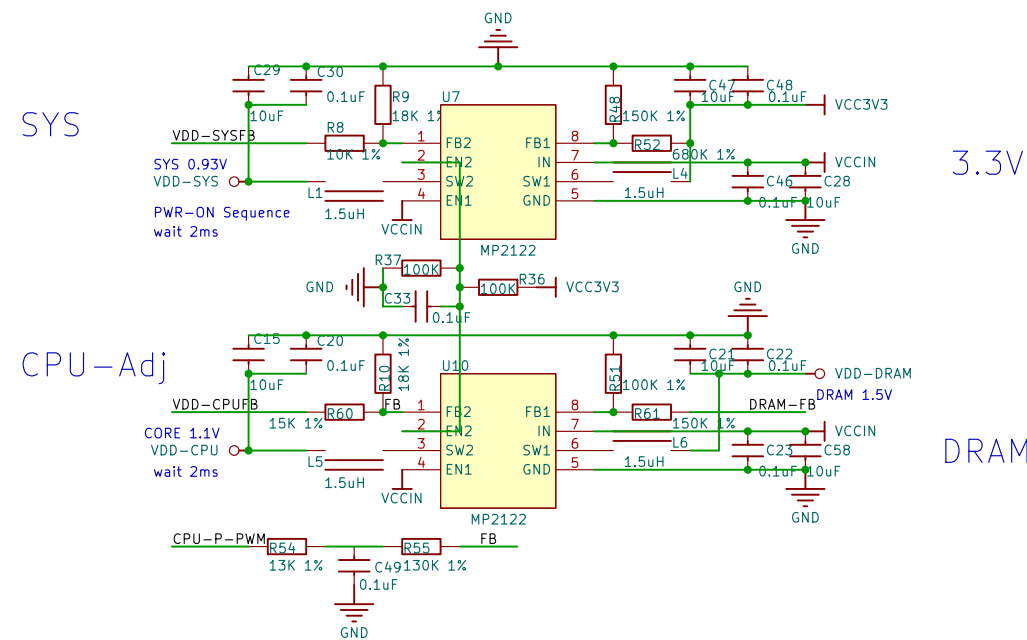 GND
C29
C30
C47
C48
10uF
0.1uF
R9
18K 1%
U7
R48
150K 1%
10uF
0.1uF
VCC3V3
SYS
VDD-SYSFB
R8
10K 1%
1
FB2
FB1
8
R52
680K 1%
2
EN2
IN
7
VCCIN
3.3V
SYS 0.93V
VDD-SYS
L1
1.5uH
3
SW2
SW1
6
L4
1.5uH
C46
0.1uF
C28
10uF
PWR-ON Sequence
wait 2ms
VCCIN
4
EN1
GND
5
GND
MP2122
R37
100K
GND
C33
0.1uF
R36
100K
VCC3V3
GND
C15
C20
C21
C22
10uF
0.1uF
R10
18K 1%
U10
R51
100K 1%
10uF
0.1uF
VDD-DRAM
DRAM 1.5V
CPU-Adj
VDD-CPUFB
R60
15K 1%
FB
1
FB2
FB1
8
R61
150K 1%
DRAM-FB
2
EN2
IN
7
VCCIN
CORE 1.1V
VDD-CPU
wait 2ms
L5
1.5uH
3
SW2
SW1
6
L6
1.5uH
C23
0.1uF
C58
10uF
DRAM
VCCIN
4
EN1
GND
5
GND
MP2122
CPU-P-PWM
R54
13K 1%
R55
130K 1%
FB
C49
0.1uF
GND